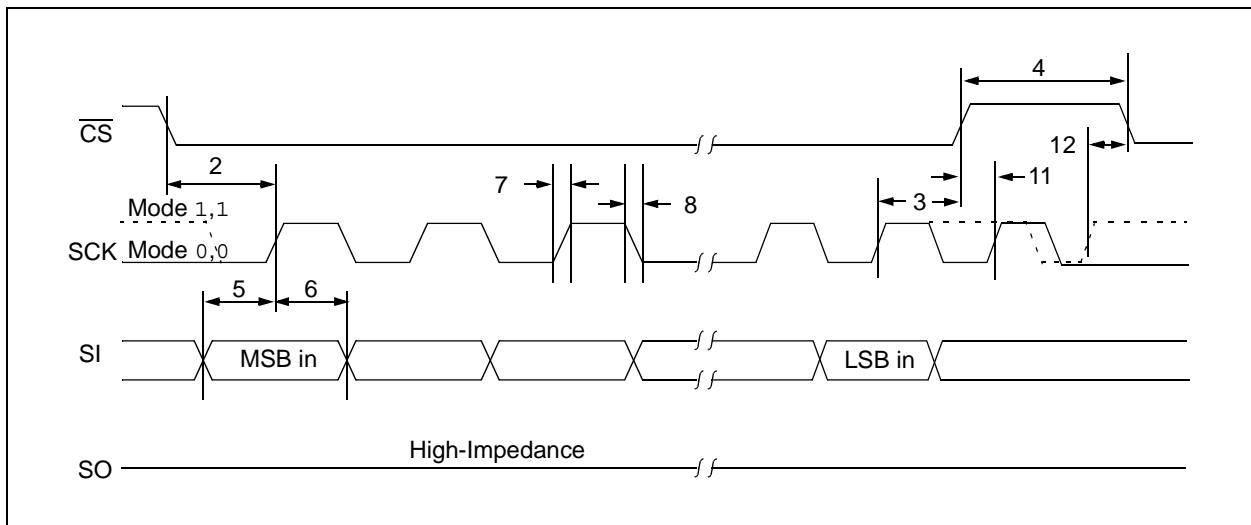 4
CS
12
2
7
11
8
3
Mode 1,1
SCK Mode 0,0
5 6
SI MSB in LSB in
High-Impedance
SO